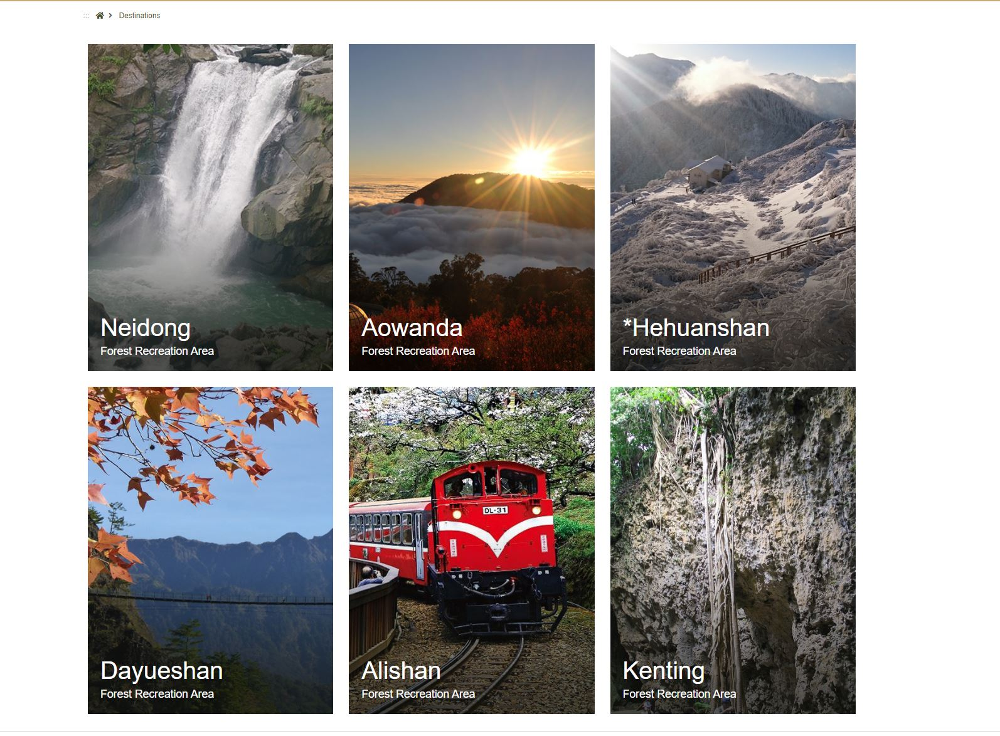 ::: Destinations
Neidong
Forest Recreation Area
Aowanda
Forest Recreation Area
*Hehuanshan
Forest Recreation Area
Dayueshan
Forest Recreation Area
DL-31
Alishan
Forest Recreation Area
Kenting
Forest Recreation Area